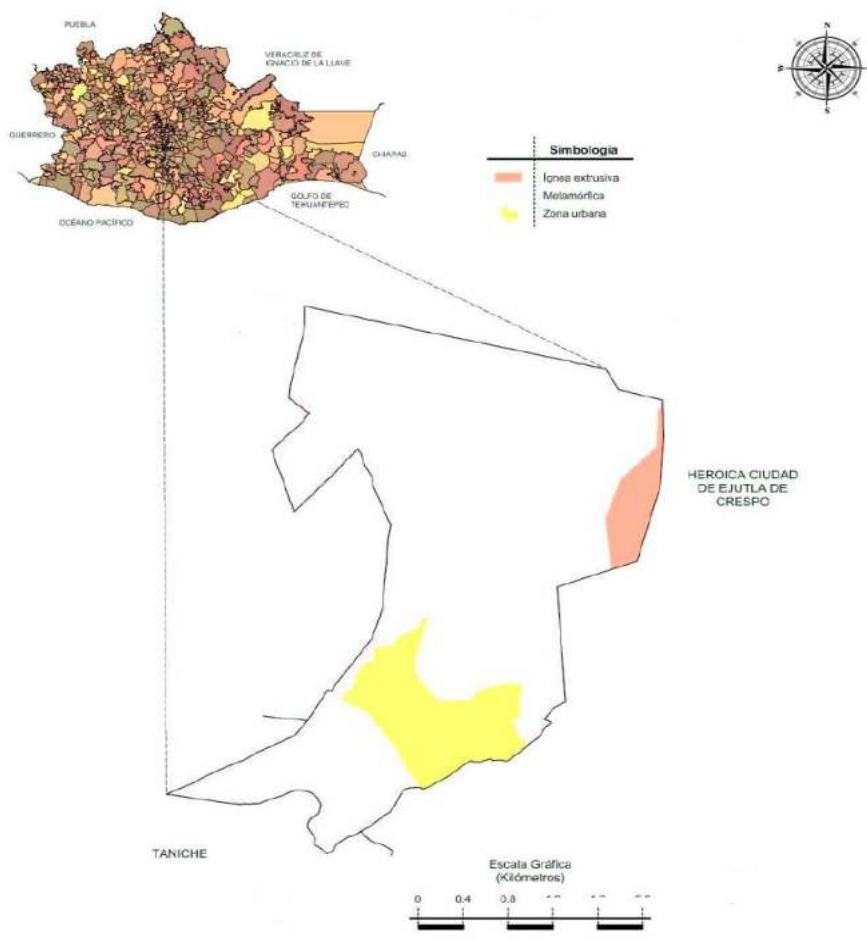 PUEBLA
VERACRUZ DE
IGNACIO DE LA LLAVE
GUERRERO
CHIAPAS
GOLFO DE
TEHUANTEPEC
OCÉANO PACÍFICO
N
W
S
Simbología
Ígnea extrusiva
Metamórfica
Zona urbana
HEROICA CIUDAD
DE EJUTLA DE
CRESPO
TANICHE
Escala Gráfica
(Kilómetros)
0 0.4 0.8